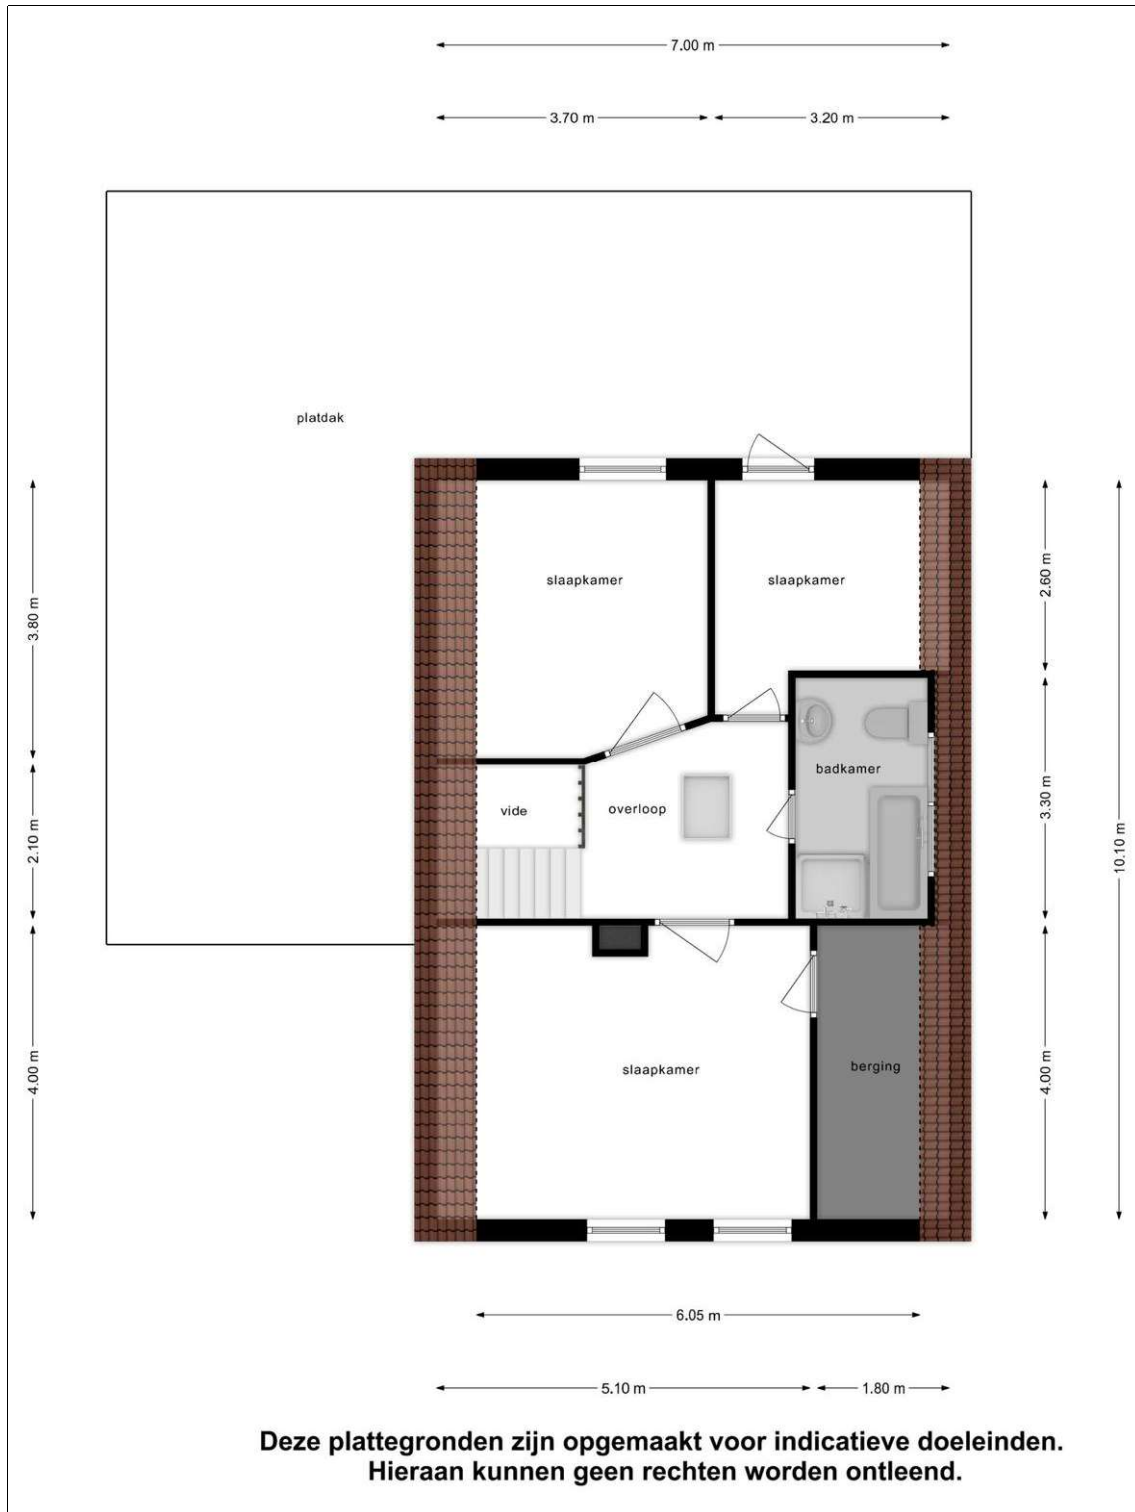 7.00 m
3.70 m
3.20 m
platdak
slaapkamer
slaapkamer
2.60 m
3.80 m
badkamer
vide
overloop
3.30 m
2.10 m
10.10 m
slaapkamer
berging
4.00 m
4.00 m
6.05 m
5.10 m
1.80 m
Deze plattegronden zijn opgemaakt voor indicatieve doeleinden.
Hieraan kunnen geen rechten worden ontleend.